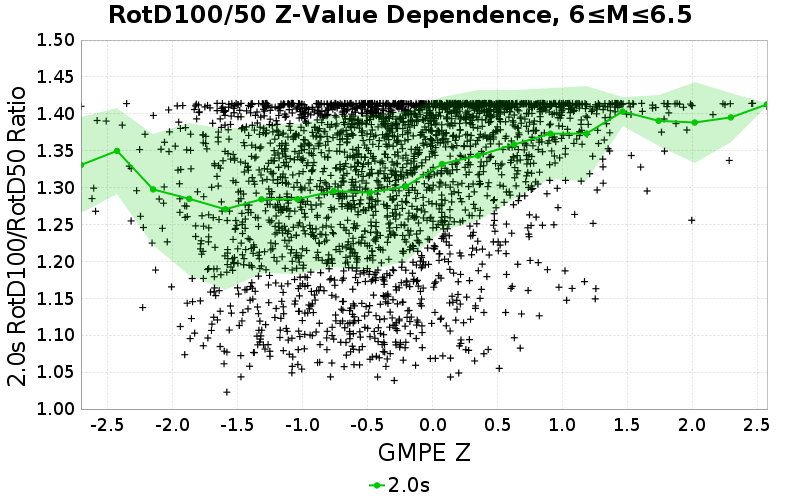 RotD100/50 Z-Value Dependence, 6≤M≤6.5
1.50
1.45
1.40
1.35
1.30
1.25
1.20
1.15
1.10
1.05
1.00
2.0s RotD100/RotD50 Ratio
-2.5 -2.0 -1.5 -1.0 -0.5 0.0 0.5 1.0 1.5 2.0 2.5
GMPE Z
2.0s